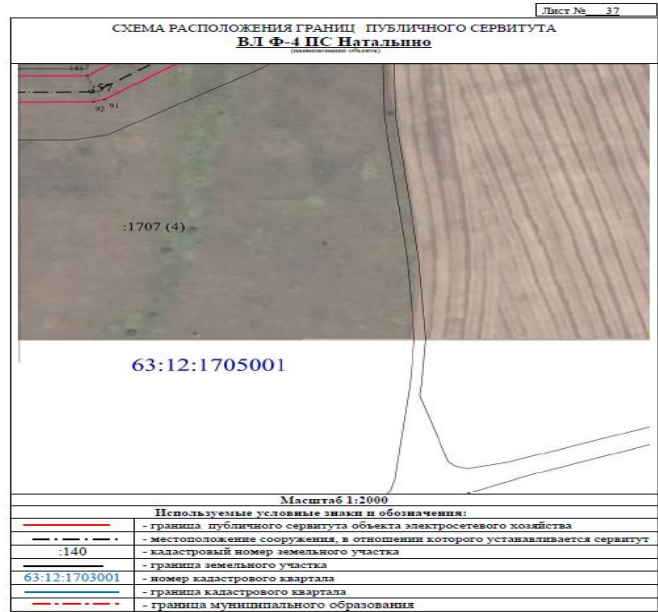 Лист № 37
СХЕМА РАСПОЛОЖЕНИЯ ГРАНИЦ ПУБЛИЧНОГО СЕРВИТУТА
ВЛ Ф-4 ПС Натальино
(наименование объекта)
:57
92 91
:1707 (4)
63:12:1705001
Масштаб 1:2000
Используемые условные знаки и обозначения:
- граница публичного сервитута объекта электросетевого хозяйства
- местоположение сооружения, в отношении которого устанавливается сервитут
:140 - кадастровый номер земельного участка
- граница земельного участка
63:12:1703001 - номер кадастрового квартала
- граница кадастрового квартала
- граница муниципального образования